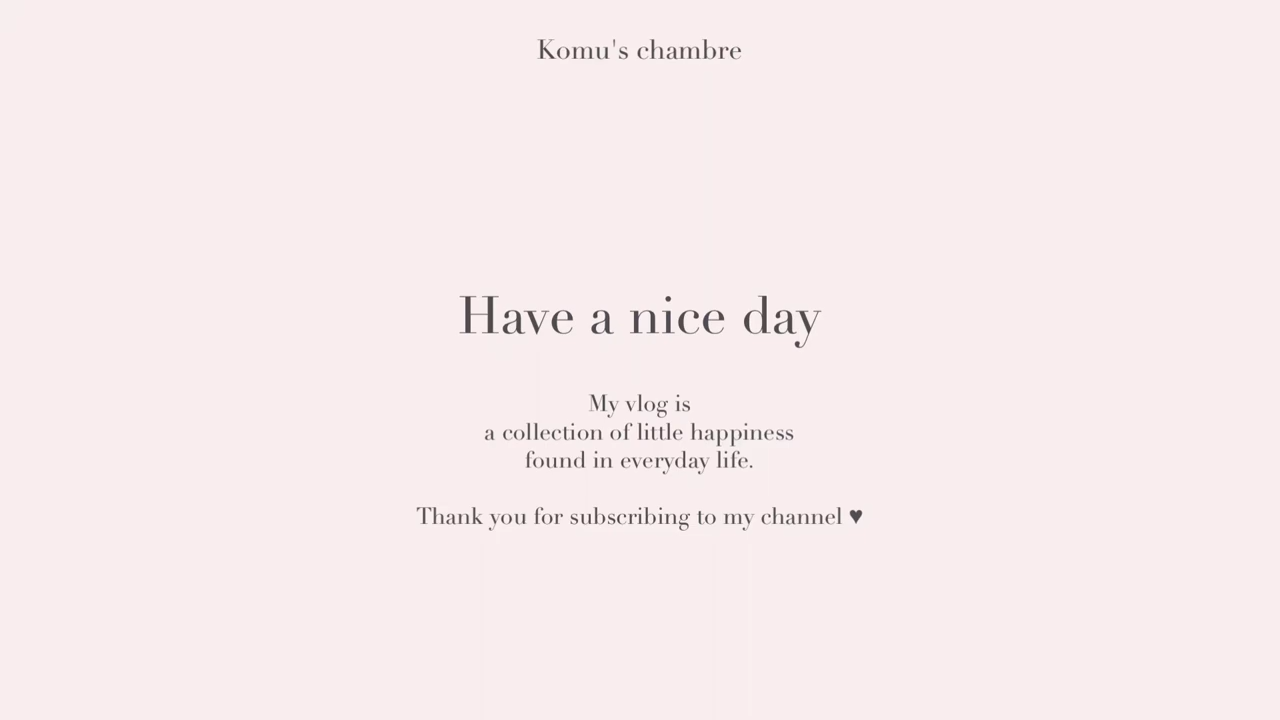 Komu's chambre
Have a nice day
My vlog is
a collection of little happiness
found in everyday life.
Thank you for subscribing to my channel ♥